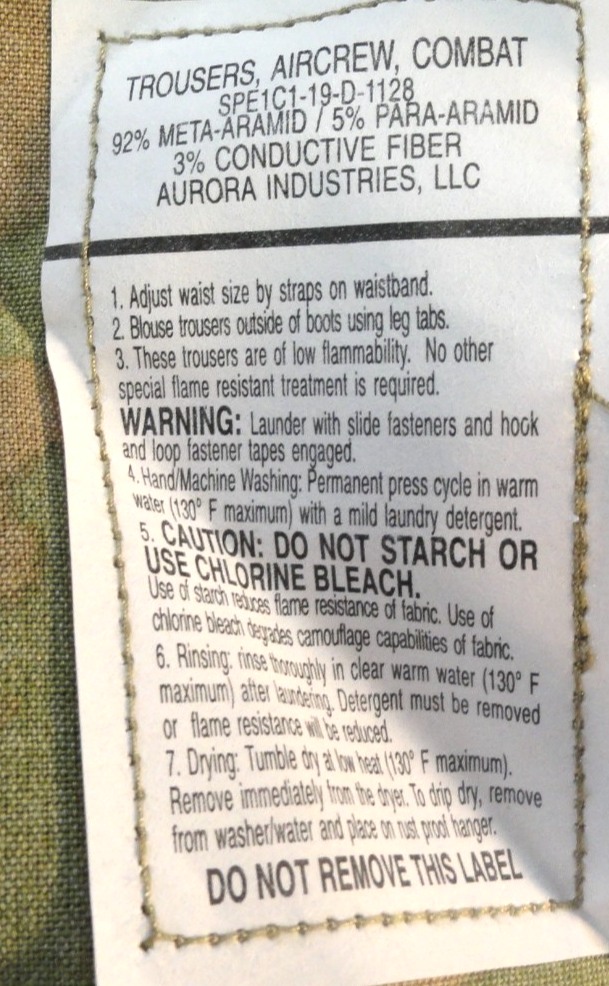 TROUSERS, AIRCREW, COMBAT
SPE1C1-19-D-1128
92% META-ARAMID / 5% PARA-ARAMID
3% CONDUCTIVE FIBER
AURORA INDUSTRIES, LLC
1. Adjust waist size by straps on waistband.
2. Blouse trousers outside of boots using leg tabs.
3. These trousers are of low flammability. No other
special flame resistant treatment is required.
WARNING: Launder with slide fasteners and hook
and loop fastener tapes engaged.
4. Hand/Machine Washing: Permanent press cycle in warm
water (130° F maximum) with a mild laundry detergent.
5. CAUTION: DO NOT STARCH OR
USE CHLORINE BLEACH.
Use of starch reduces flame resistance of fabric. Use of
chlorine bleach degrades camouflage capabilities of fabric.
6. Rinsing: rinse thoroughly in clear warm water (130° F
maximum) after laundering. Detergent must be removed
or flame resistance will be reduced.
7. Drying: Tumble dry at low heat (130° F maximum).
Remove immediately from the dryer. To drip dry, remove
from washer/water and place on rust proof hanger.
DO NOT REMOVE THIS LABEL